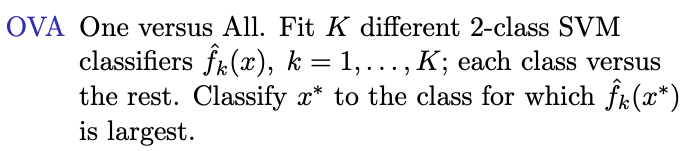 OVA One versus All. Fit K different 2-class SVM
classifiers f̂ₖ(x), k = 1, . . . , K; each class versus
the rest. Classify x* to the class for which f̂ₖ(x*)
is largest.